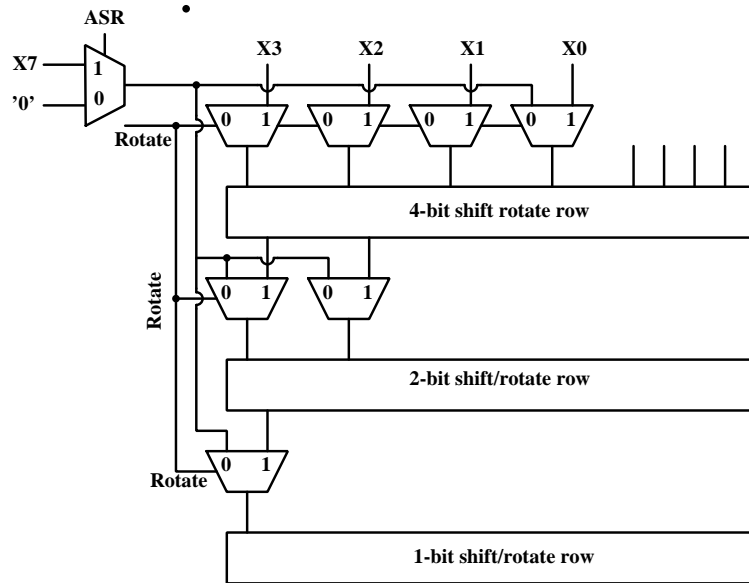 ASR
X3 X2 X1 X0
X7 1
'0' 0
0 1 0 1 0 1 0 1
Rotate
4-bit shift rotate row
Rotate
0 1 0 1
2-bit shift/rotate row
0 1
Rotate
1-bit shift/rotate row